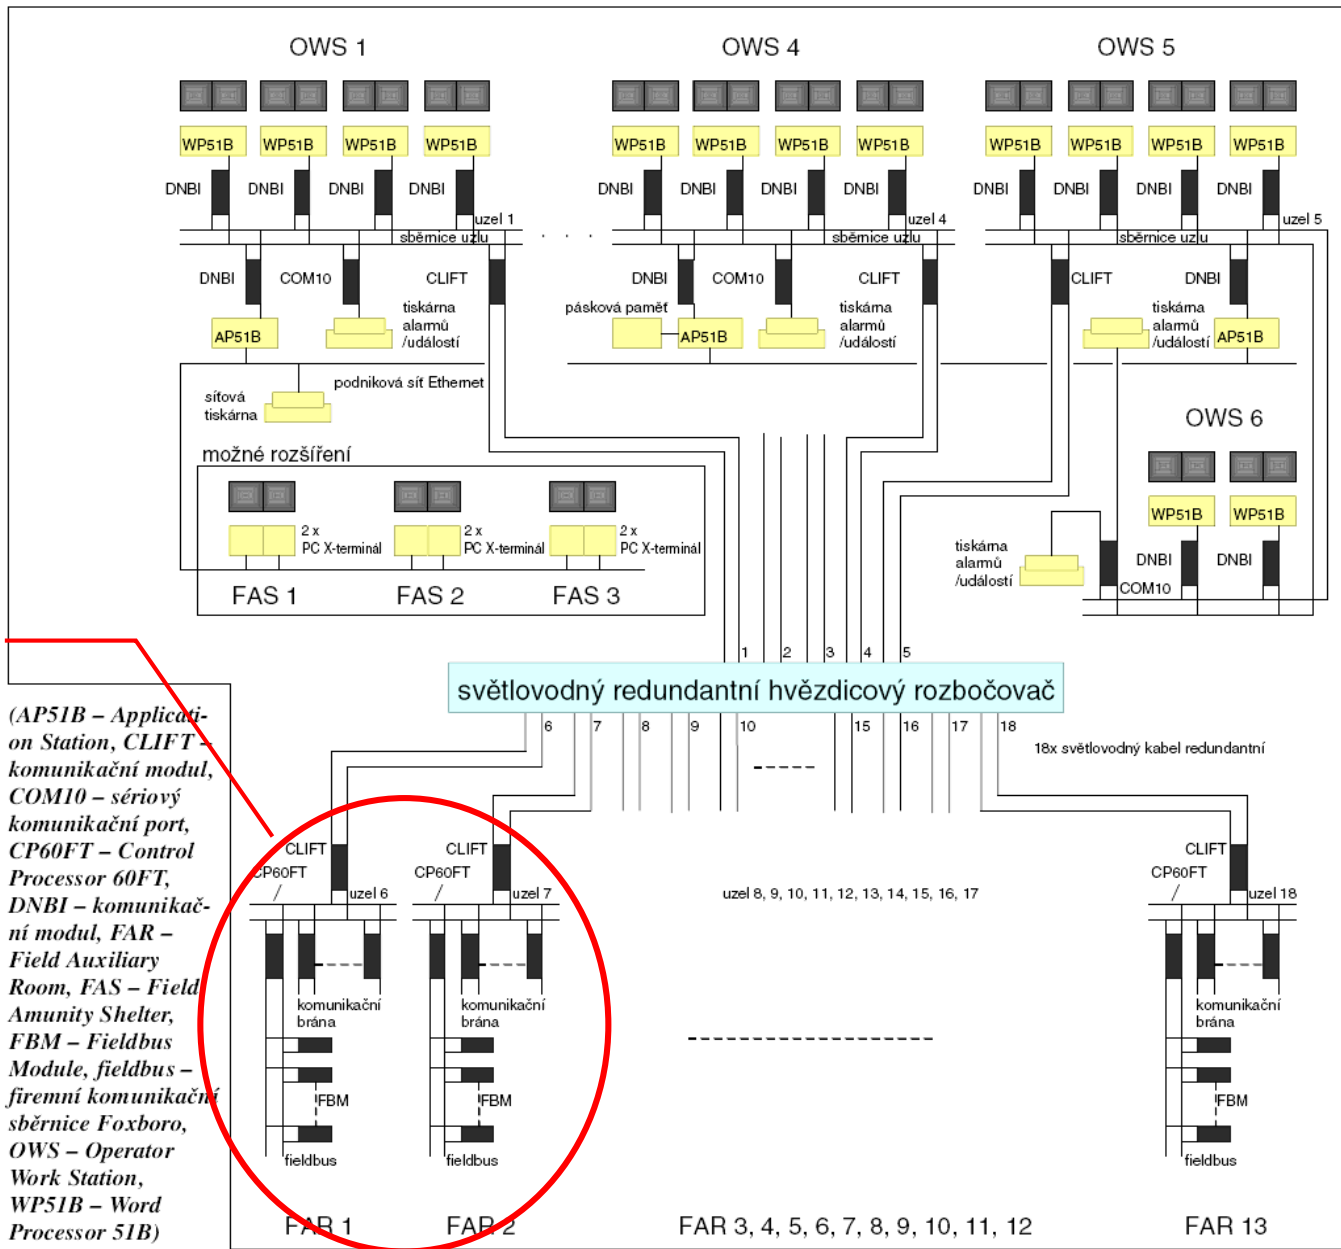 OWS 1
OWS 4
OWS 5
WP51B WP51B WP51B WP51B
WP51B WP51B WP51B WP51B
WP51B WP51B WP51B WP51B
DNBI DNBI DNBI DNBI
DNBI DNBI DNBI DNBI
DNBI DNBI DNBI DNBI
uzel 1
uzel 4
uzel 5
sběrnice uzlu
. . .
sběrnice uzlu
sběrnice uzlu
DNBI COM10 CLIFT
DNBI COM10 CLIFT
CLIFT DNBI
AP51B
tiskárna
alarmů
/událostí
pásková paměť
AP51B
tiskárna
alarmů
/událostí
tiskárna
alarmů
/událostí
AP51B
síťová
tiskárna
podniková síť Ethernet
OWS 6
WP51B WP51B
DNBI DNBI
COM10
tiskárna
alarmů
/událostí
možné rozšíření
2 x
PC X-terminál
2 x
PC X-terminál
2 x
PC X-terminál
FAS 1 FAS 2 FAS 3
1 2 3 4 5
světlovodný redundantní hvězdicový rozbočovač
6 7 8 9 10 15 16 17 18
18x světlovodný kabel redundantní
(AP51B – Applicati-
on Station, CLIFT –
komunikační modul,
COM10 – sériový
komunikační port,
CP60FT – Control
Processor 60FT,
DNBI – komunikač-
ní modul, FAR –
Field Auxiliary
Room, FAS – Field
Amunity Shelter,
FBM – Fieldbus
Module, fieldbus –
firemní komunikační
sběrnice Foxboro,
OWS – Operator
Work Station,
WP51B – Word
Processor 51B)
CLIFT
CP60FT
uzel 6
komunikační
brána
FBM
fieldbus
FAR 1
CLIFT
CP60FT
uzel 7
komunikační
brána
FBM
fieldbus
FAR 2
uzel 8, 9, 10, 11, 12, 13, 14, 15, 16, 17
FAR 3, 4, 5, 6, 7, 8, 9, 10, 11, 12
CLIFT
CP60FT
uzel 18
komunikační
brána
FBM
fieldbus
FAR 13